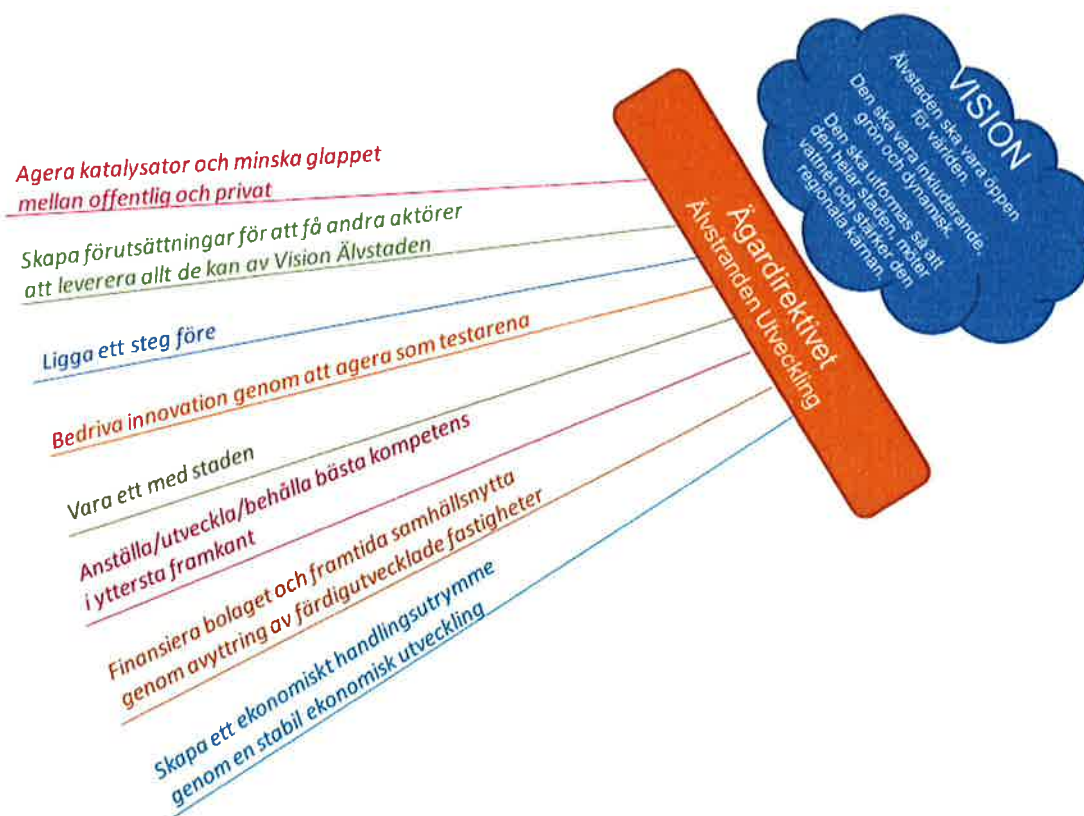 Agera katalysator och minska glappet
mellan offentlig och privat
Skapa förutsättningar för att få andra aktörer
att leverera allt de kan av Vision Älvstaden
Ligga ett steg före
Bedriva innovation genom att agera som testarena
Vara ett med staden
Anställa/utveckla/behålla bästa kompetens
i yttersta framkant
Finansiera bolaget och framtida samhällsnytta
genom avyttring av färdigutvecklade fastigheter
Skapa ett ekonomiskt handlingsutrymme
genom en stabil ekonomisk utveckling
Ägardirektivet
Älvstranden Utveckling
VISION
Älvstaden ska vara öppen
för världen.
Den ska vara inkluderande,
grön och dynamisk
Den ska utformas så att
den helar staden, möter
vattnet och stärker den
regionala kärnan.